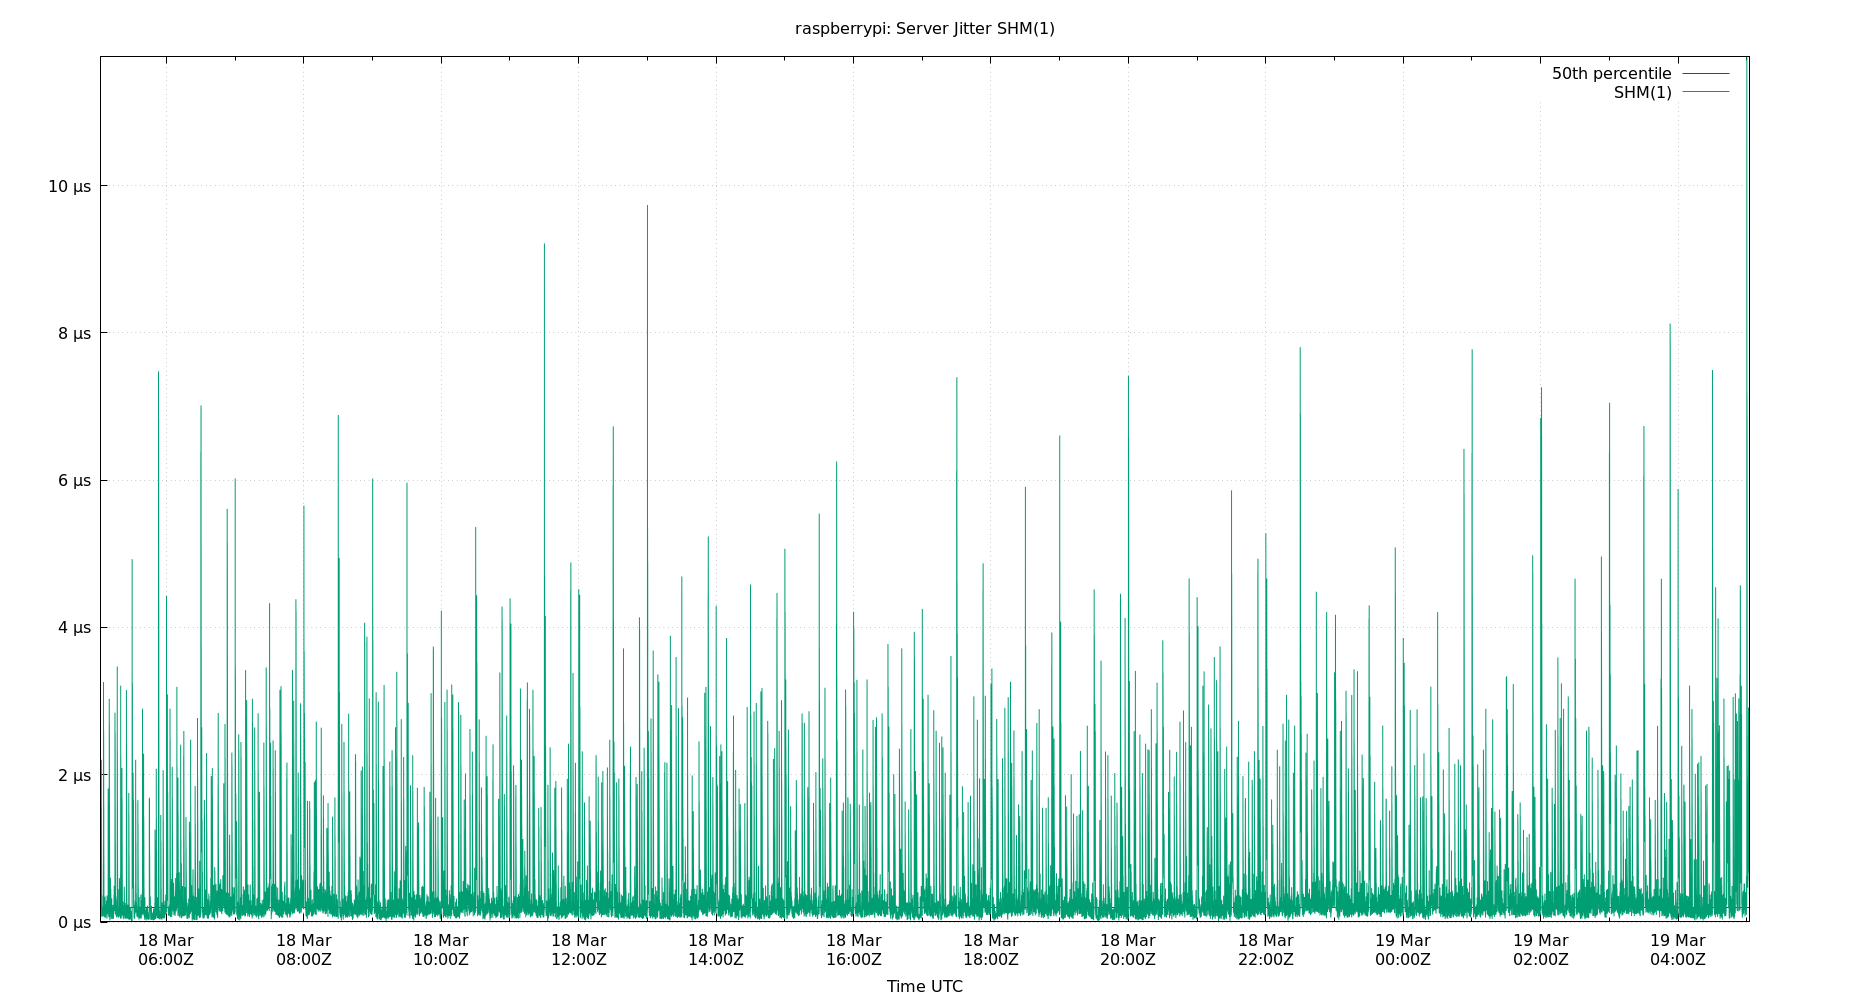 raspberrypi: Server Jitter SHM(1)
50th percentile
SHM(1)
10 µs
8 µs
6 µs
4 µs
2 µs
0 µs
18 Mar 18 Mar 18 Mar 18 Mar 18 Mar 18 Mar 18 Mar 18 Mar 18 Mar 19 Mar 19 Mar 19 Mar
06:00Z 08:00Z 10:00Z 12:00Z 14:00Z 16:00Z 18:00Z 20:00Z 22:00Z 00:00Z 02:00Z 04:00Z
Time UTC